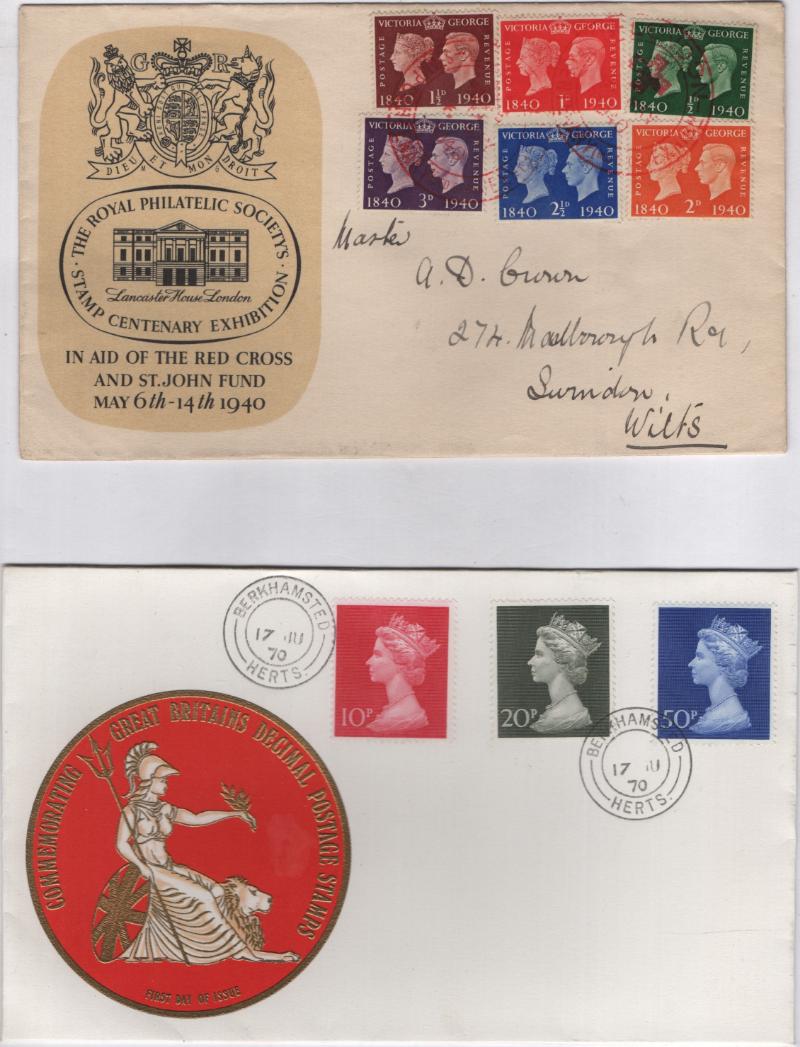 G R
DIEU ET MON DROIT
THE ROYAL PHILATELIC SOCIETY'S
Lancaster House London
STAMP CENTENARY EXHIBITION
IN AID OF THE RED CROSS
AND ST. JOHN FUND
MAY 6th-14th 1940
VICTORIA GEORGE
POSTAGE REVENUE
1840 1½D 1940
VICTORIA GEORGE
POSTAGE REVENUE
1840 1D 1940
VICTORIA GEORGE
POSTAGE REVENUE
1840 ½D 1940
VICTORIA GEORGE
POSTAGE REVENUE
1840 3D 1940
VICTORIA GEORGE
POSTAGE REVENUE
1840 2½D 1940
VICTORIA GEORGE
POSTAGE REVENUE
1840 2D 1940
Master
A. D.
274,
Swindon,
Wilts
BERKHAMSTED
17 JU
70
HERTS.
10P
20P
50P
BERKHAMSTED
17 JU
70
HERTS.
COMMEMORATING GREAT BRITAINS DECIMAL POSTAGE STAMPS
FIRST DAY OF ISSUE